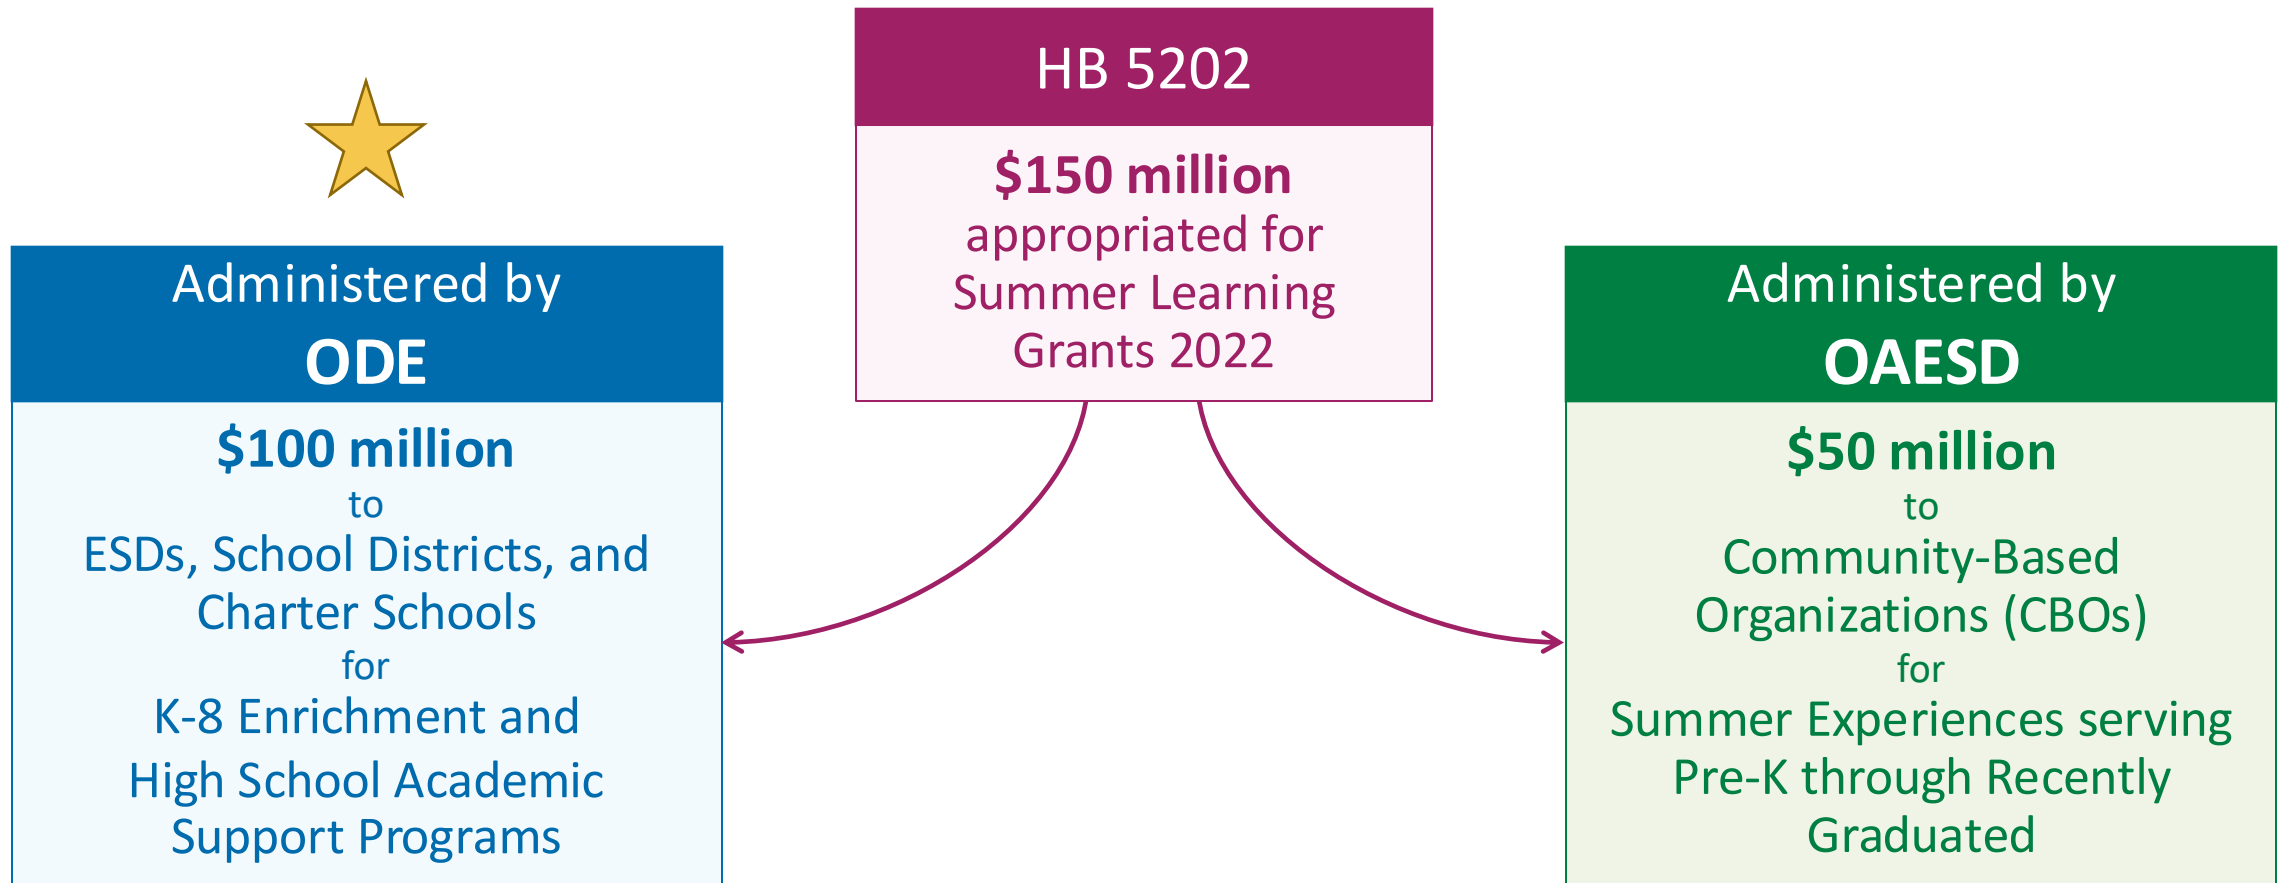 HB 5202
$150 million
appropriated for
Summer Learning
Grants 2022
Administered by
ODE
$100 million
to
ESDs, School Districts, and
Charter Schools
for
K-8 Enrichment and
High School Academic
Support Programs
Administered by
OAESD
$50 million
to
Community-Based
Organizations (CBOs)
for
Summer Experiences serving
Pre-K through Recently
Graduated